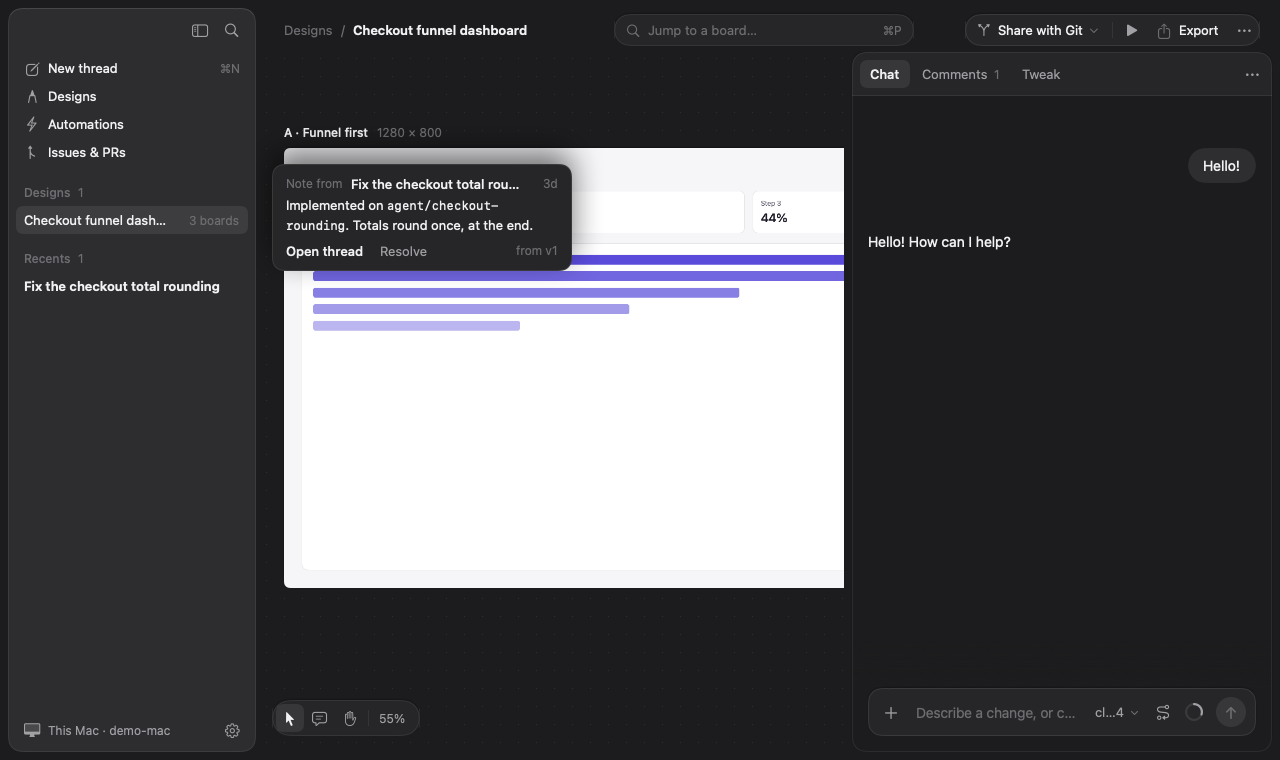 New thread ⌘N
Designs
Automations
Issues & PRs
Designs 1
Checkout funnel dash... 3 boards
Recents 1
Fix the checkout total rounding
This Mac · demo-mac
Designs / Checkout funnel dashboard
Jump to a board... ⌘P
Share with Git
Export
A · Funnel first 1280 × 800
Note from Fix the checkout total rou... 3d
Implemented on agent/checkout-
rounding. Totals round once, at the end.
Open thread Resolve from v1
Step 3
44%
55%
Chat Comments 1 Tweak
Hello!
Hello! How can I help?
Describe a change, or c... cl...4